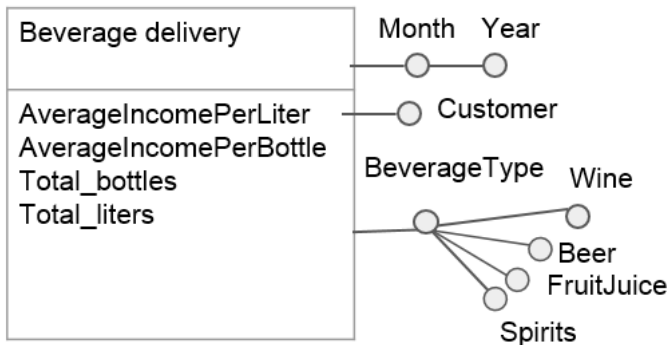 Beverage delivery
Month Year
AverageIncomePerLiter
AverageIncomePerBottle
Total_bottles
Total_liters
Customer
BeverageType
Wine
Beer
FruitJuice
Spirits